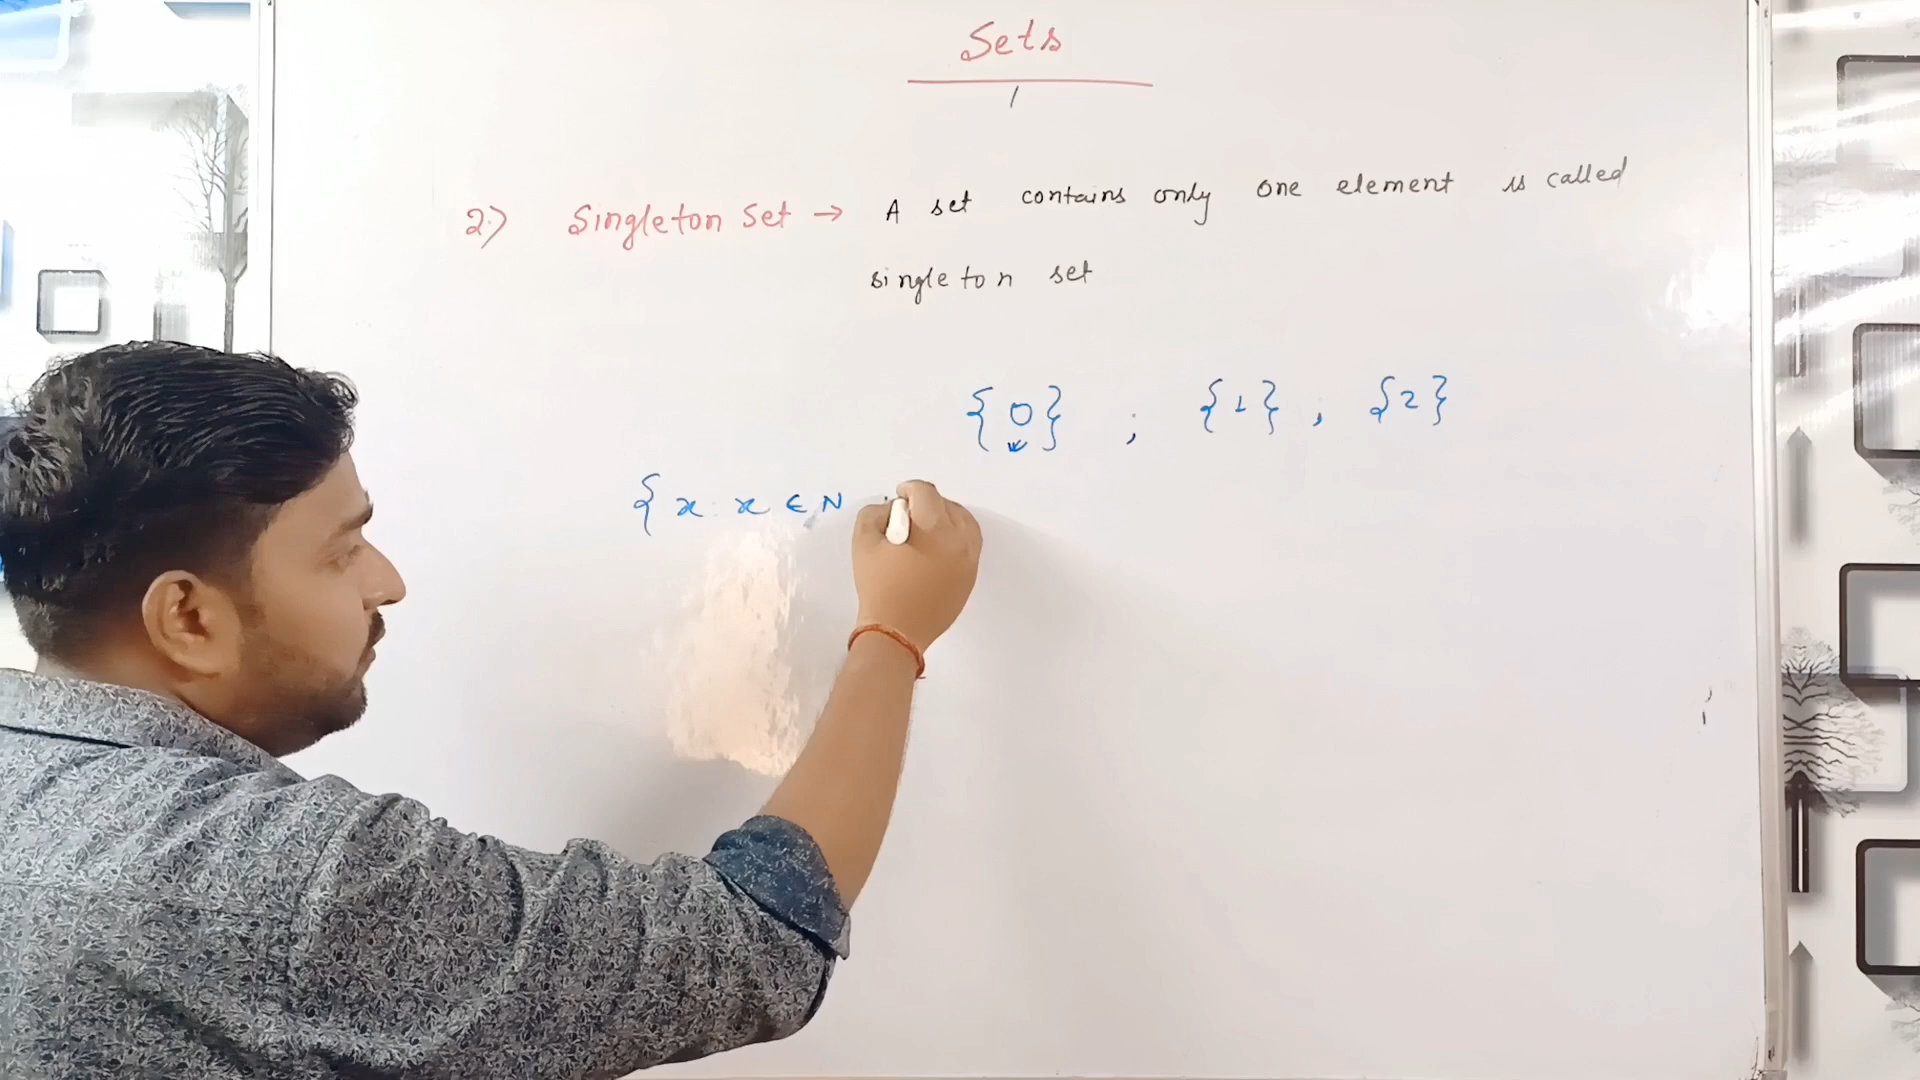 Sets
2:) Singleton Set → A set contains only one element is called
singleton set
{0} ; {1} , {2}
{ x : x ∈ N